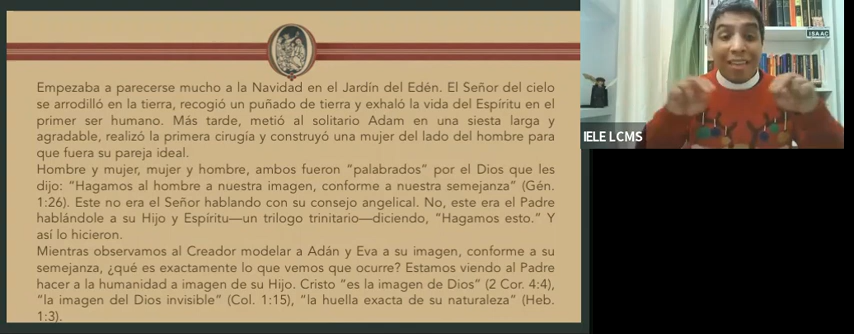 Empezaba a parecerse mucho a la Navidad en el Jardín del Edén. El Señor del cielo
se arrodilló en la tierra, recogió un puñado de tierra y exhaló la vida del Espíritu en el
primer ser humano. Más tarde, metió al solitario Adam en una siesta larga y
agradable, realizó la primera cirugía y construyó una mujer del lado del hombre para
que fuera su pareja ideal.
Hombre y mujer, mujer y hombre, ambos fueron “palabrados” por el Dios que les
dijo: “Hagamos al hombre a nuestra imagen, conforme a nuestra semejanza” (Gén.
1:26). Este no era el Señor hablando con su consejo angelical. No, este era el Padre
hablándole a su Hijo y Espíritu—un trilogo trinitario—diciendo, “Hagamos esto.” Y
así lo hicieron.
Mientras observamos al Creador modelar a Adán y Eva a su imagen, conforme a su
semejanza, ¿qué es exactamente lo que vemos que ocurre? Estamos viendo al Padre
hacer a la humanidad a imagen de su Hijo. Cristo “es la imagen de Dios” (2 Cor. 4:4),
“la imagen del Dios invisible” (Col. 1:15), “la huella exacta de su naturaleza” (Heb.
1:3).
ISAAC
IELE LCMS